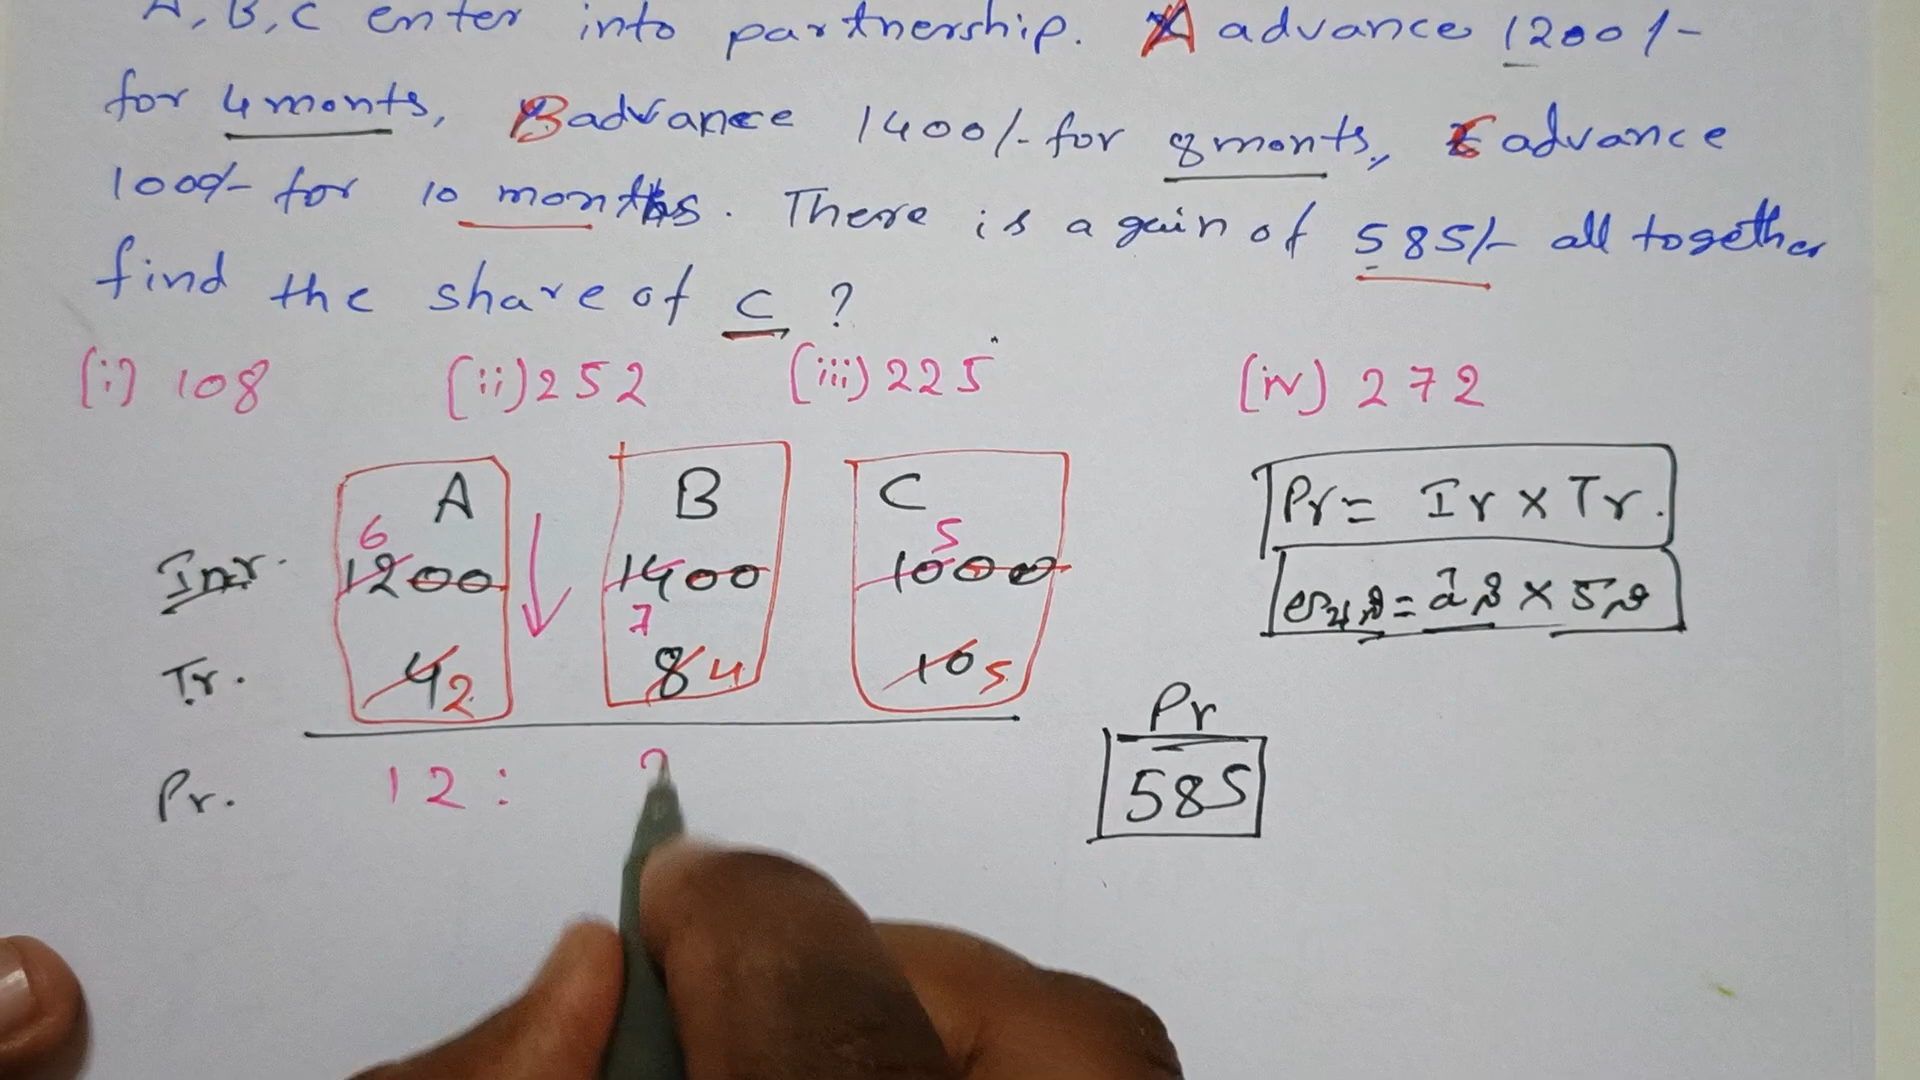 A, B, C enter into partnership. A advance 1200/-
for 4 monts, B advance 1400/- for 8 monts, C advance
1000/- for 10 months. There is a gain of 585/- all together
find the share of C ?
(i) 108 (ii) 252 (iii) 225 (iv) 272
A B C
6 5
Inr. 1200 1400 1000
7
Tr. 4 2 8 4 10 5
Pr. 12 :
Pr = Ir x Tr.
Pr
585